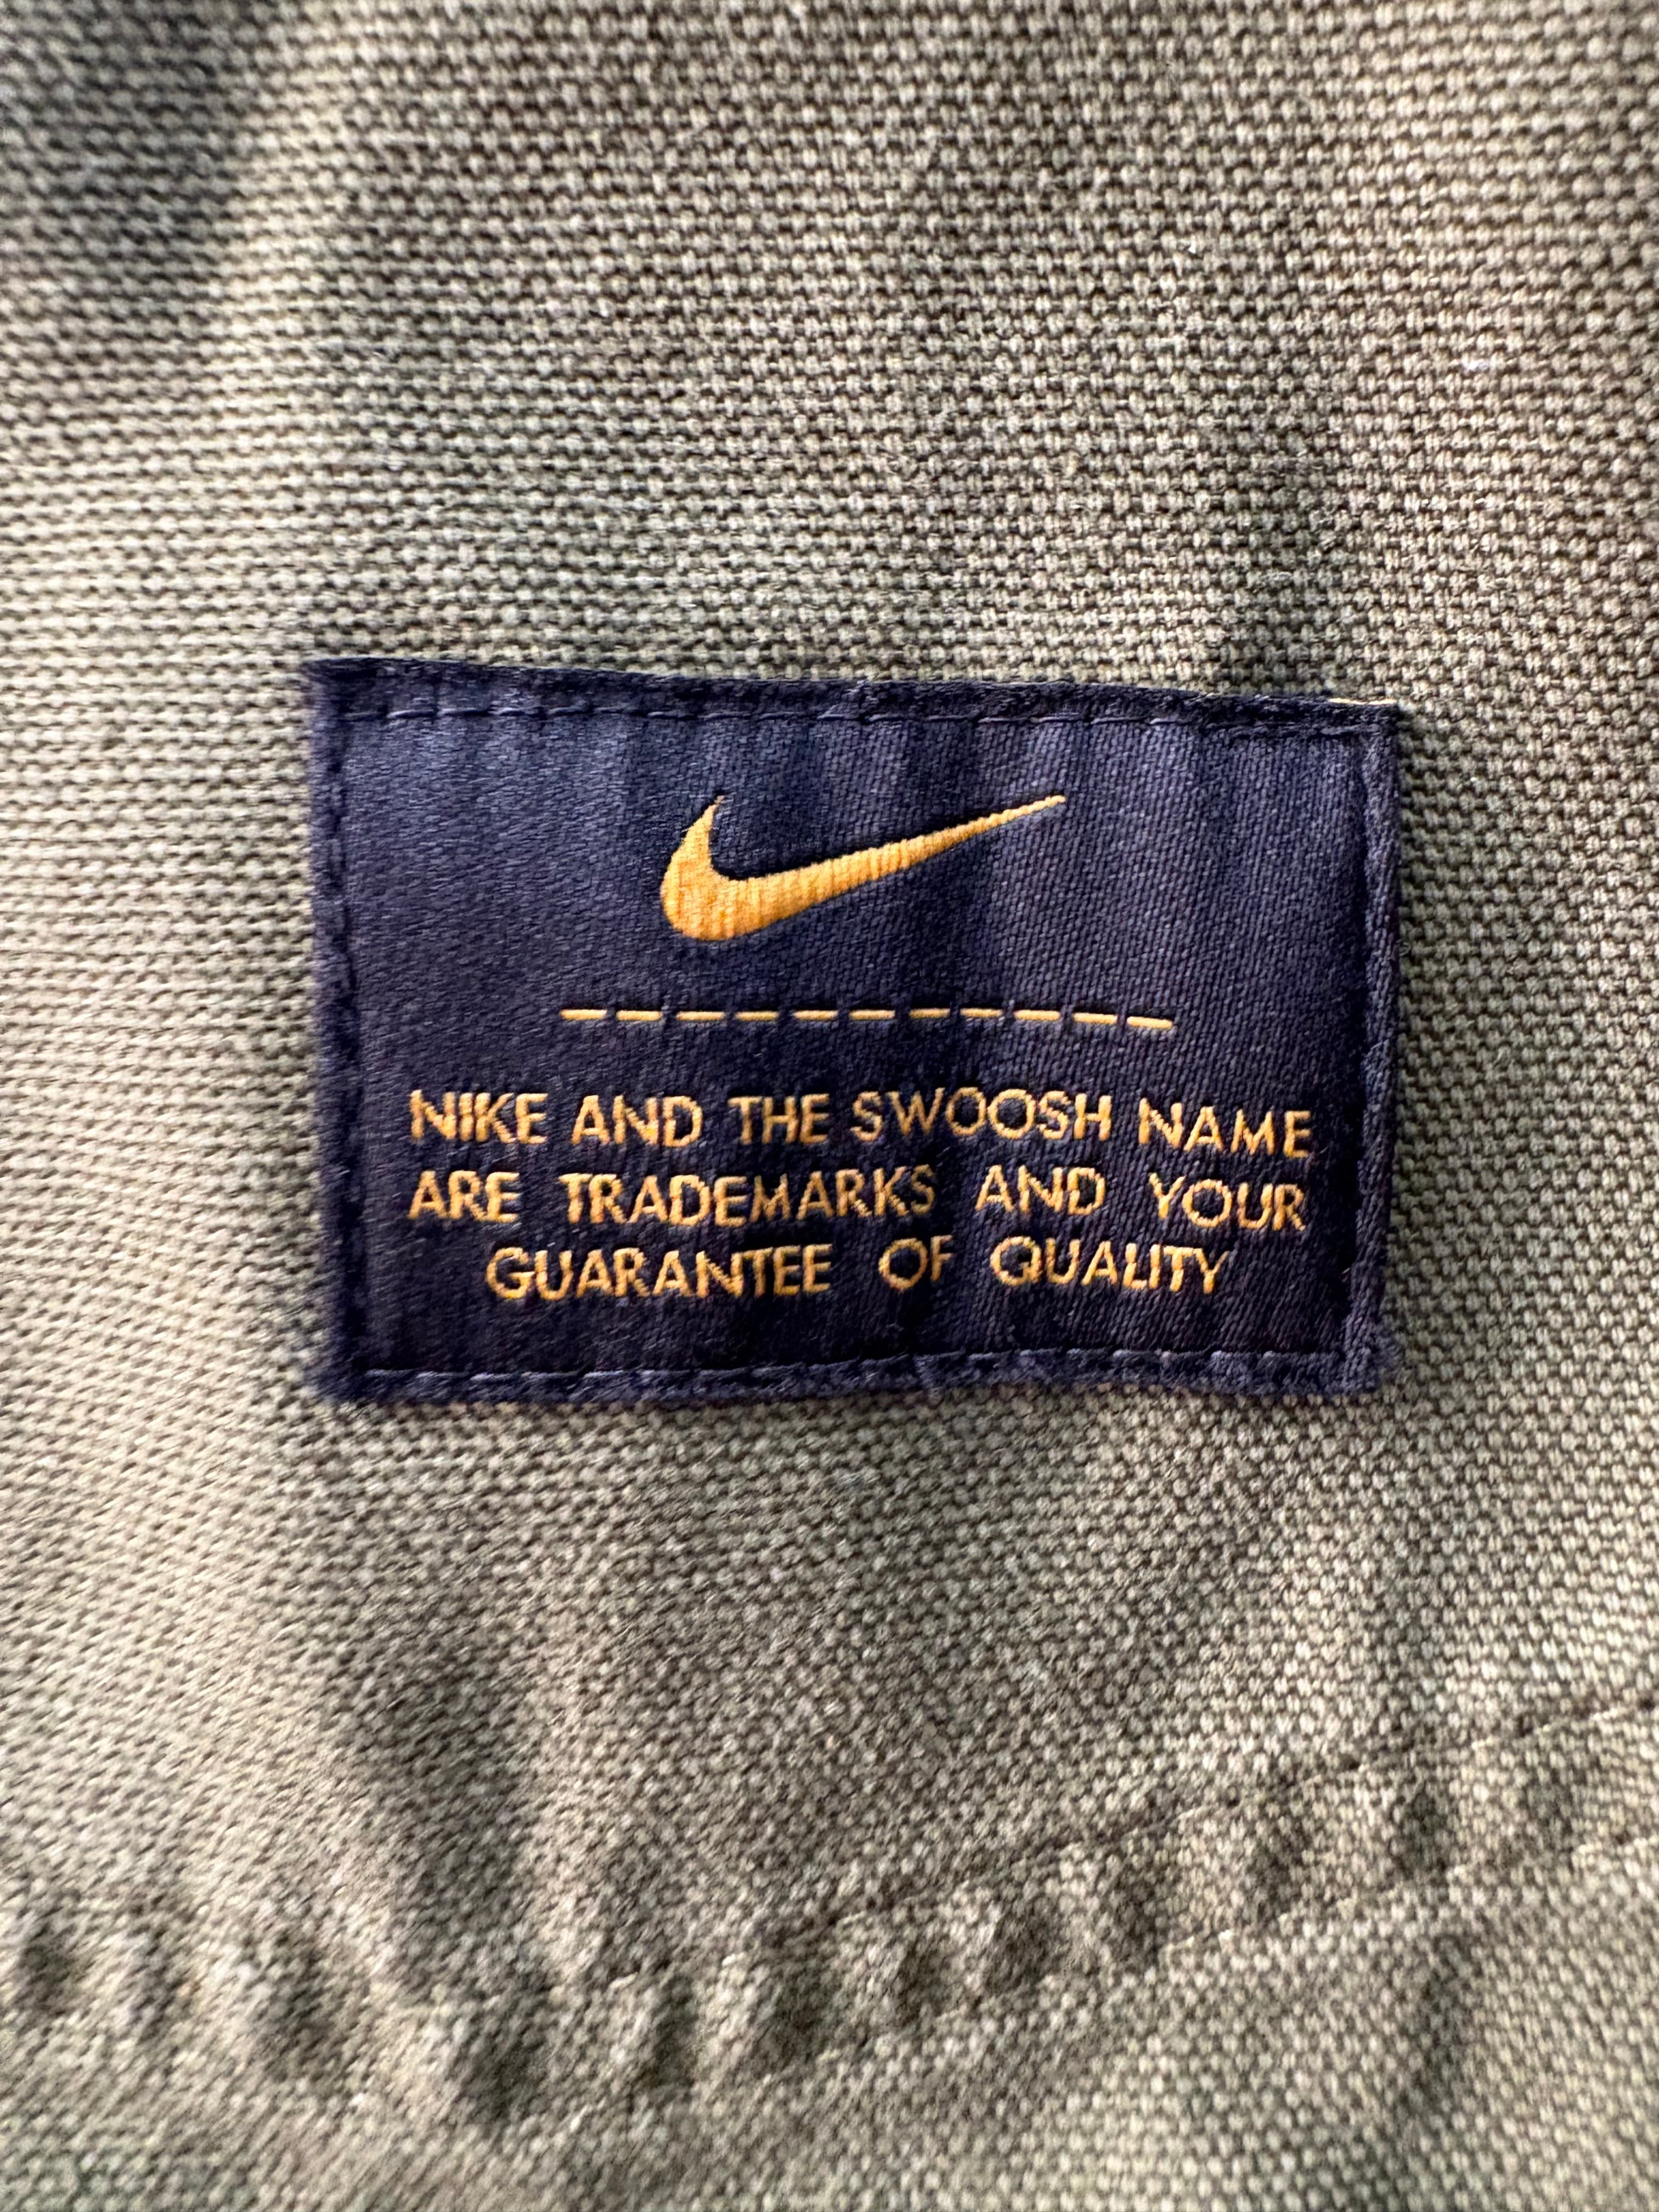 NIKE AND THE SWOOSH NAME
ARE TRADEMARKS AND YOUR
GUARANTEE OF QUALITY